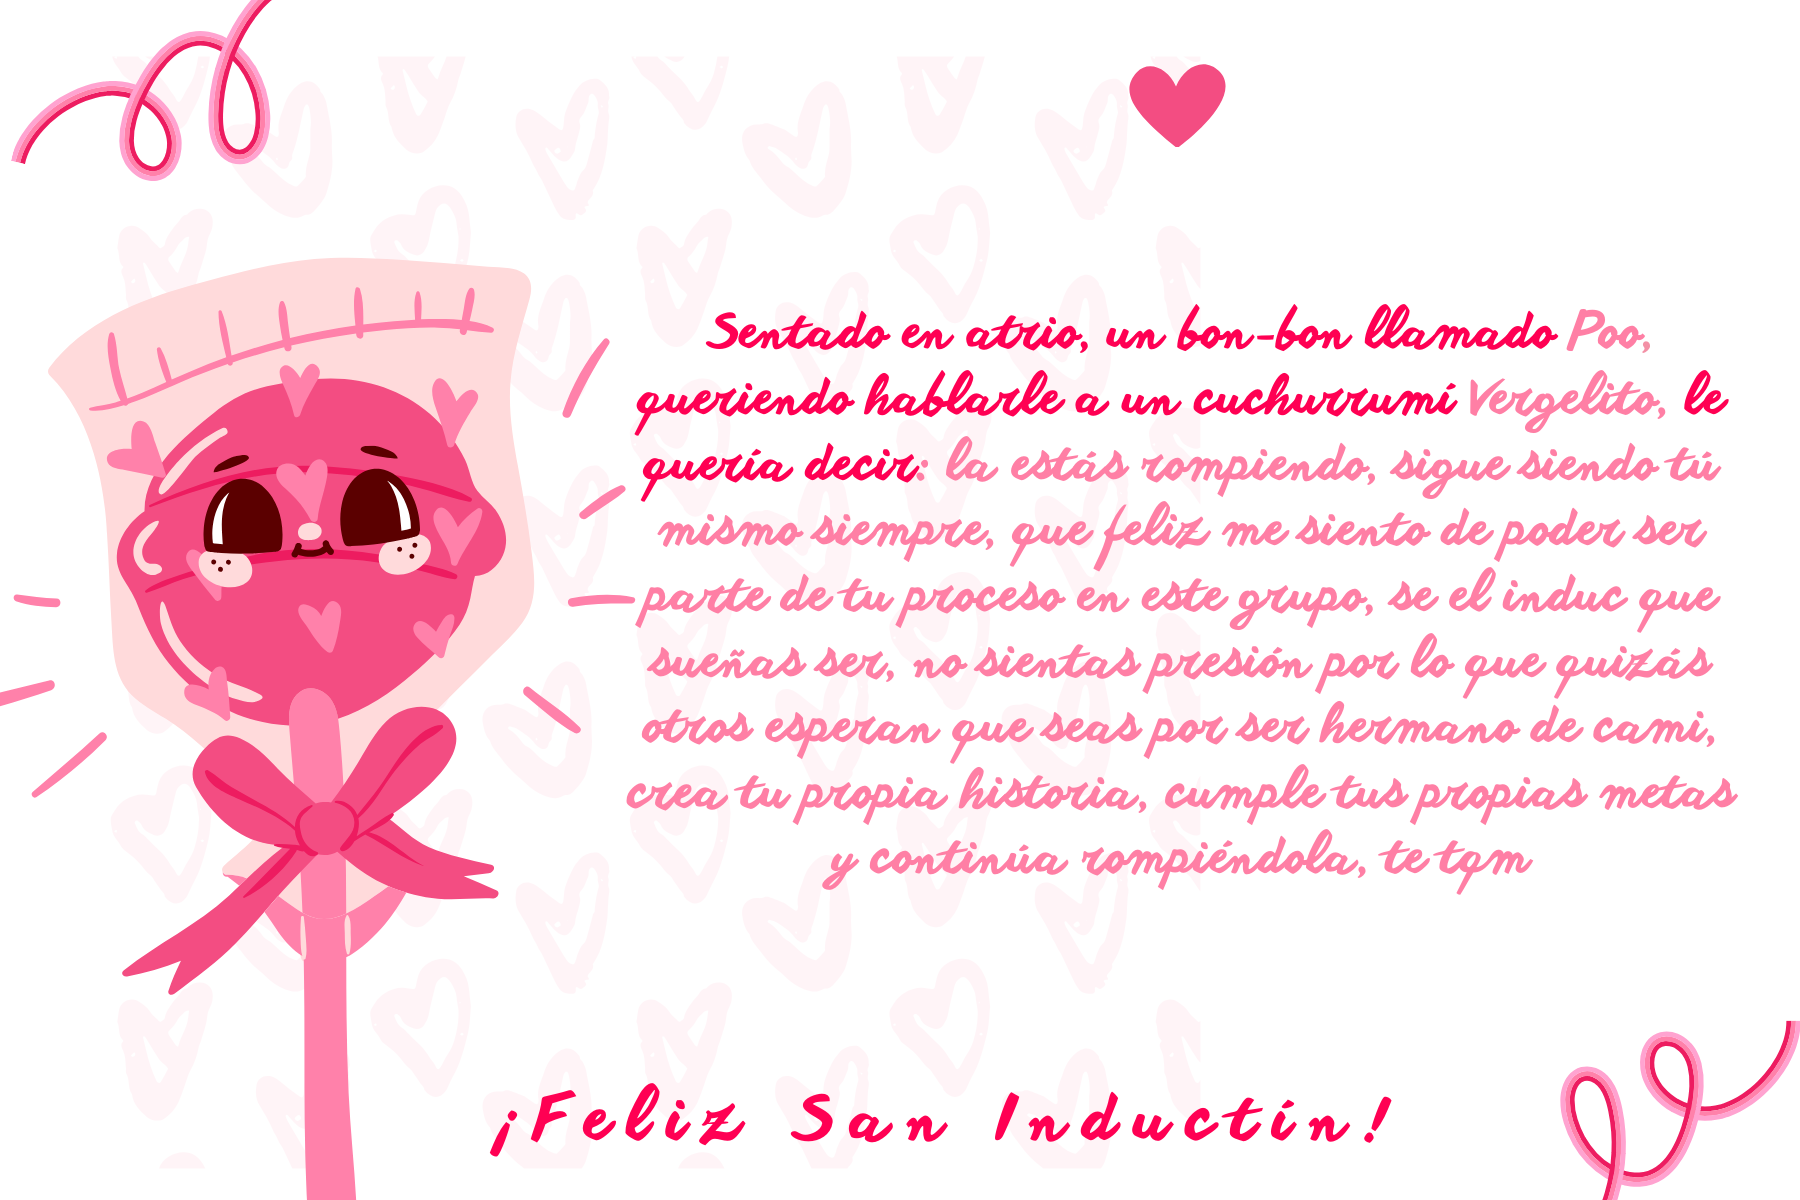 Sentado en atrio, un bon-bon llamado Poo,
queriendo hablarle a un cuchurrumí Vergelito, le
quería decir: la estás rompiendo, sigue siendo tú
mismo siempre, que feliz me siento de poder ser
parte de tu proceso en este grupo, se el induc que
sueñas ser, no sientas presión por lo que quizás
otros esperan que seas por ser hermano de cami,
crea tu propia historia, cumple tus propias metas
y continúa rompiéndola, te tqm
¡Feliz San Inductín!